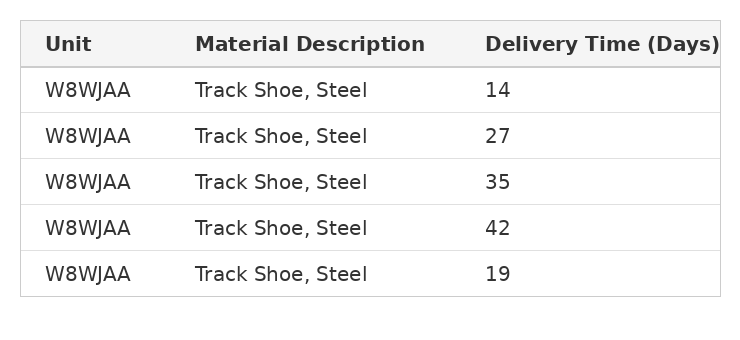 Unit Material Description Delivery Time (Days)
W8WJAA Track Shoe, Steel 14
W8WJAA Track Shoe, Steel 27
W8WJAA Track Shoe, Steel 35
W8WJAA Track Shoe, Steel 42
W8WJAA Track Shoe, Steel 19